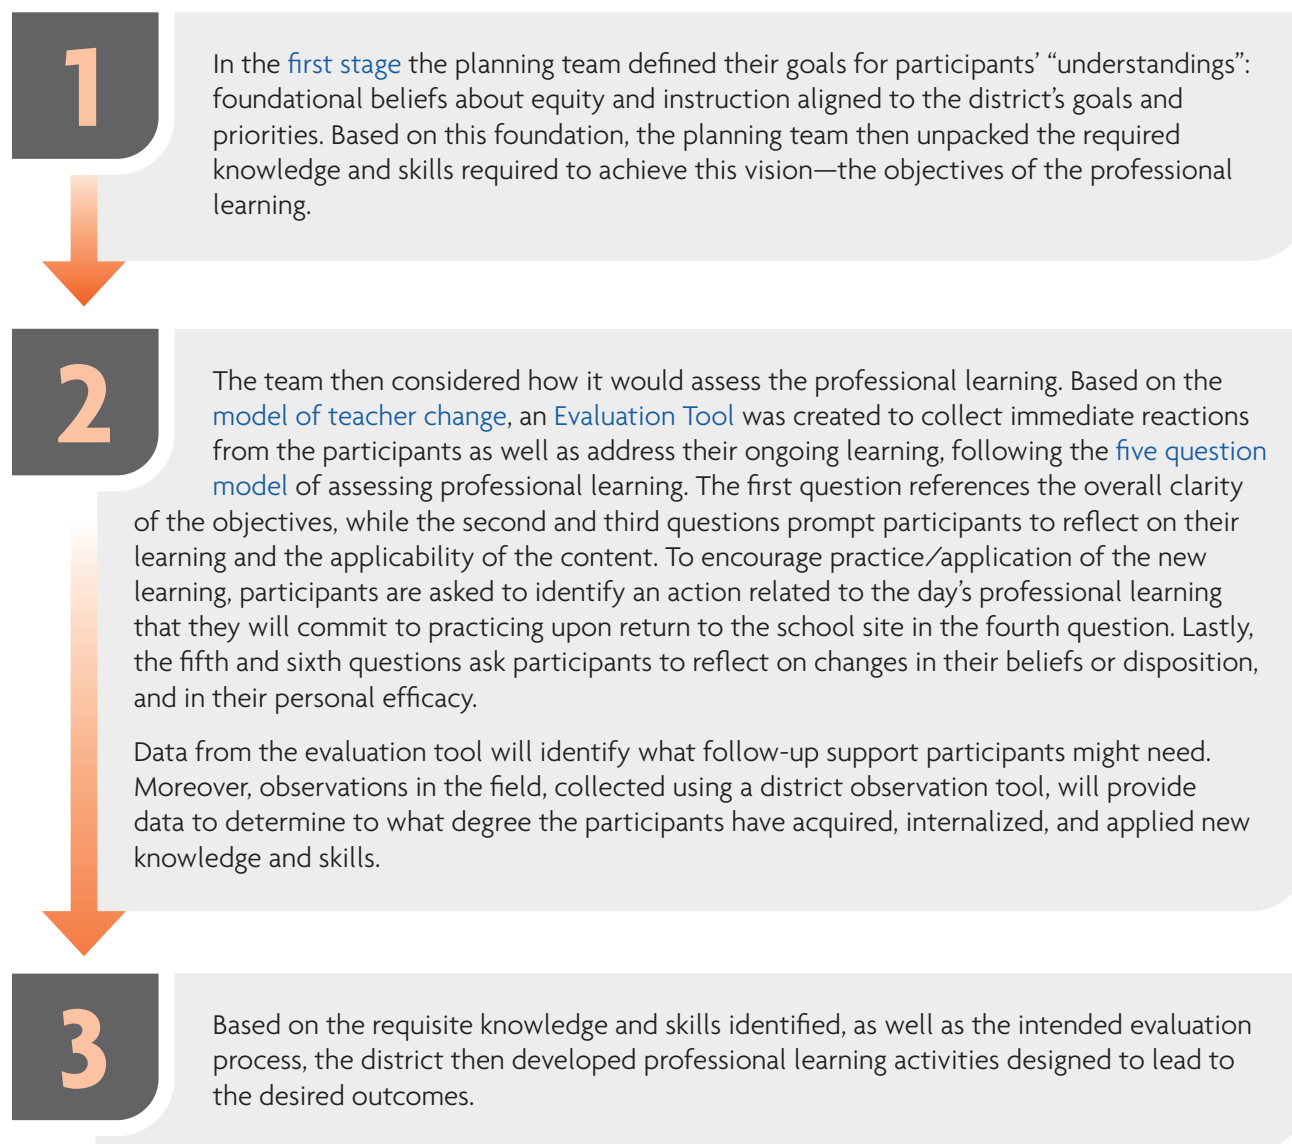 1
In the first stage the planning team defined their goals for participants’ “understandings”:
foundational beliefs about equity and instruction aligned to the district’s goals and
priorities. Based on this foundation, the planning team then unpacked the required
knowledge and skills required to achieve this vision—the objectives of the professional
learning.
2
The team then considered how it would assess the professional learning. Based on the
model of teacher change, an Evaluation Tool was created to collect immediate reactions
from the participants as well as address their ongoing learning, following the five question
model of assessing professional learning. The first question references the overall clarity
of the objectives, while the second and third questions prompt participants to reflect on their
learning and the applicability of the content. To encourage practice/application of the new
learning, participants are asked to identify an action related to the day’s professional learning
that they will commit to practicing upon return to the school site in the fourth question. Lastly,
the fifth and sixth questions ask participants to reflect on changes in their beliefs or disposition,
and in their personal efficacy.
Data from the evaluation tool will identify what follow-up support participants might need.
Moreover, observations in the field, collected using a district observation tool, will provide
data to determine to what degree the participants have acquired, internalized, and applied new
knowledge and skills.
3
Based on the requisite knowledge and skills identified, as well as the intended evaluation
process, the district then developed professional learning activities designed to lead to
the desired outcomes.